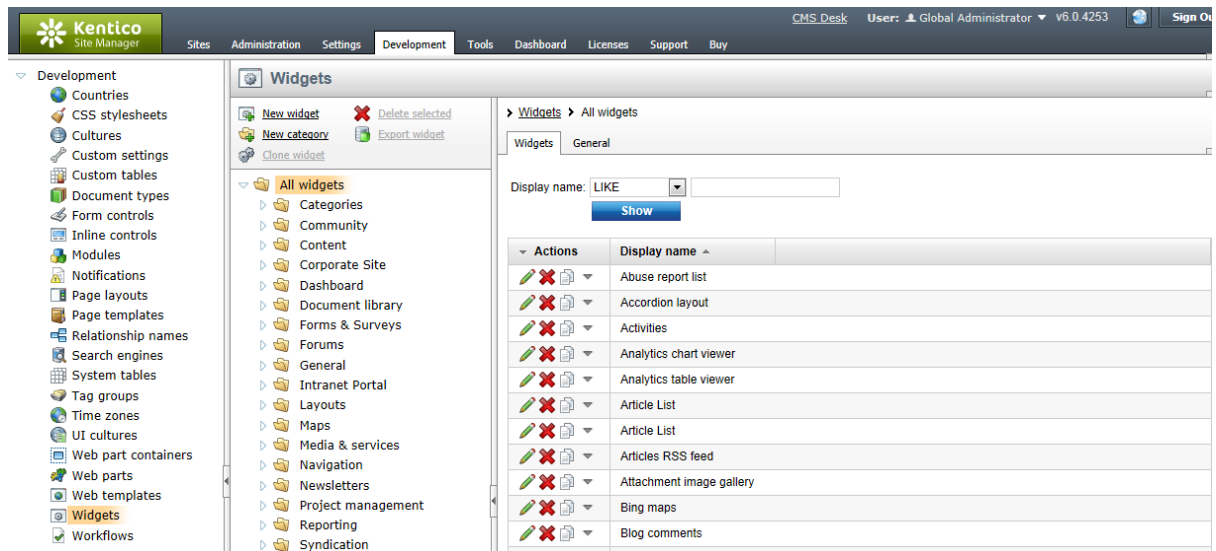 CMS Desk User: Global Administrator v6.0.4253 Sign Ou
Kentico
Site Manager
Sites Administration Settings Development Tools Dashboard Licenses Support Buy
Development
Countries
CSS stylesheets
Cultures
Custom settings
Custom tables
Document types
Form controls
Inline controls
Modules
Notifications
Page layouts
Page templates
Relationship names
Search engines
System tables
Tag groups
Time zones
UI cultures
Web part containers
Web parts
Web templates
Widgets
Workflows
Widgets
New widget Delete selected
New category Export widget
Clone widget
All widgets
Categories
Community
Content
Corporate Site
Dashboard
Document library
Forms & Surveys
Forums
General
Intranet Portal
Layouts
Maps
Media & services
Navigation
Newsletters
Project management
Reporting
Syndication
Widgets All widgets
Widgets General
Display name: LIKE
Show
Actions Display name
Abuse report list
Accordion layout
Activities
Analytics chart viewer
Analytics table viewer
Article List
Article List
Articles RSS feed
Attachment image gallery
Bing maps
Blog comments